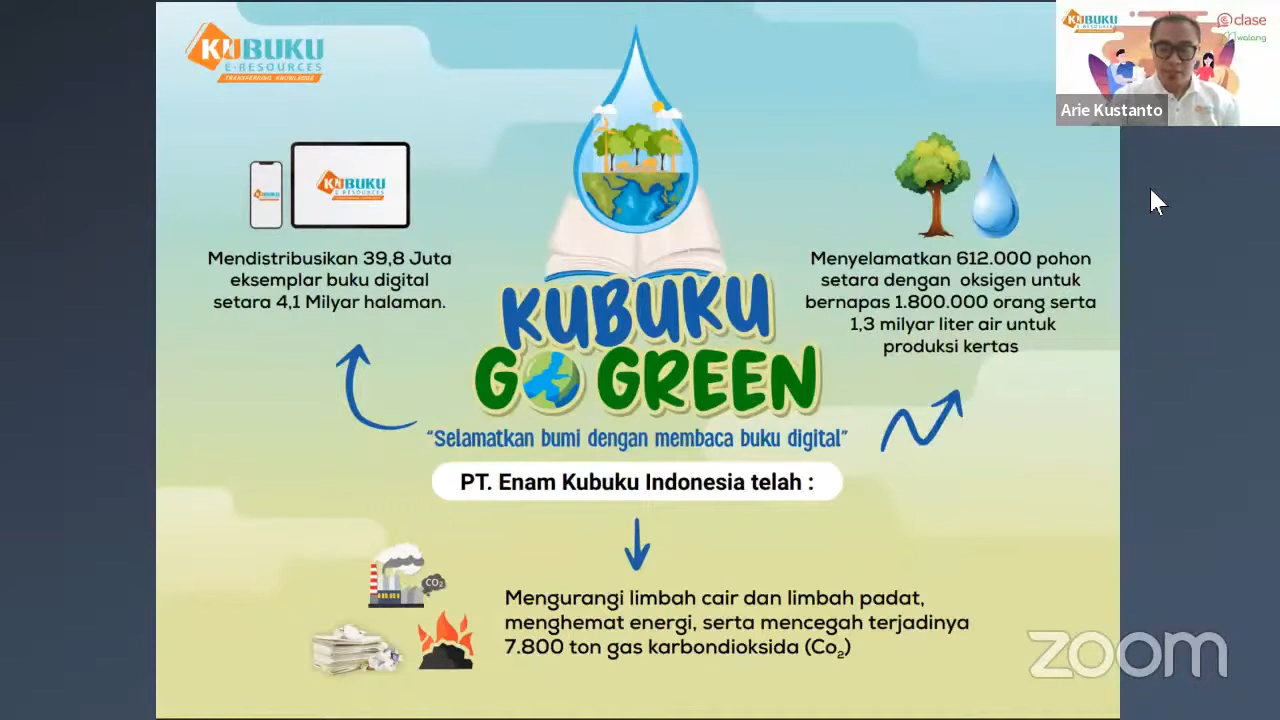 KUBUKU
E-RESOURCES
TRANSFERRING KNOWLEDGE
KUBUKU
E-RESOURCES
clase
walang
Arie Kustanto
KUBUKU
E-RESOURCES
KUBUKU
E-RESOURCES
Mendistribusikan 39,8 Juta
eksemplar buku digital
setara 4,1 Milyar halaman.
Menyelamatkan 612.000 pohon
setara dengan oksigen untuk
bernapas 1.800.000 orang serta
1,3 milyar liter air untuk
produksi kertas
KUBUKU
GO GREEN
“Selamatkan bumi dengan membaca buku digital”
PT. Enam Kubuku Indonesia telah :
CO2
Mengurangi limbah cair dan limbah padat,
menghemat energi, serta mencegah terjadinya
7.800 ton gas karbondioksida (Co2)
zoom